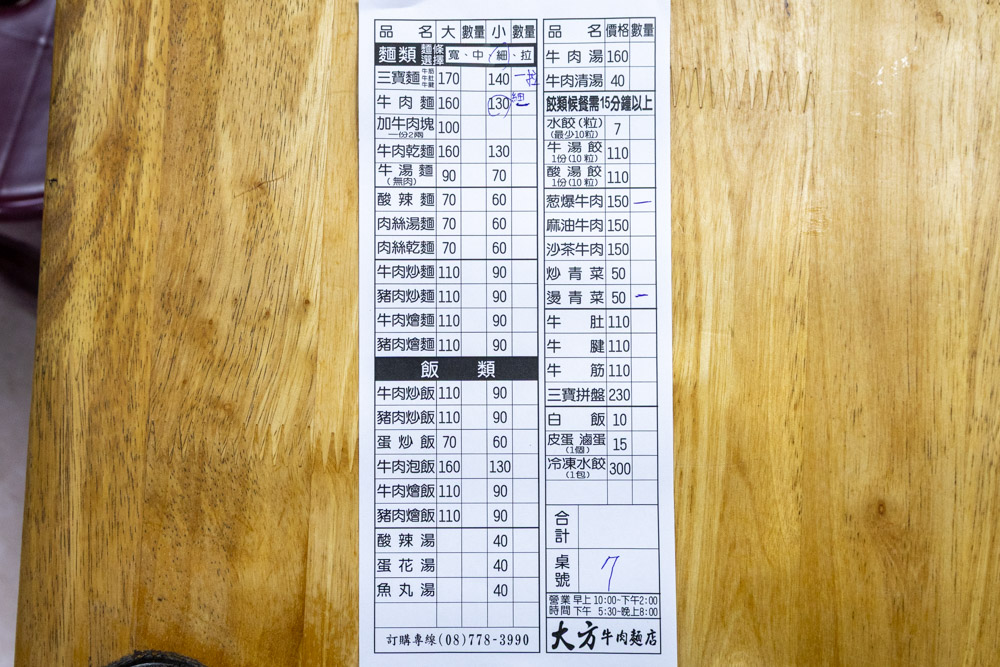 品 名 大 數量 小 數量
麵類 麵條選擇 寬、中、細、拉
三寶麵 牛筋 牛肚 牛腱 170 140 一拉
牛肉麵 160 130 細 一
加牛肉塊 一份2兩 100
牛肉乾麵 160 130
牛湯麵 (無肉) 90 70
酸辣麵 70 60
肉絲湯麵 70 60
肉絲乾麵 70 60
牛肉炒麵 110 90
豬肉炒麵 110 90
牛肉燴麵 110 90
豬肉燴麵 110 90
飯類
牛肉炒飯 110 90
豬肉炒飯 110 90
蛋炒飯 70 60
牛肉泡飯 160 130
牛肉燴飯 110 90
豬肉燴飯 110 90
酸辣湯 40
蛋花湯 40
魚丸湯 40
訂購專線(08)778-3990
品 名 價格 數量
牛肉湯 160
牛肉清湯 40
餃類候餐需15分鐘以上
水餃(粒) (最少10粒) 7
牛湯餃 1份(10粒) 110
酸湯餃 1份(10粒) 110
葱爆牛肉 150 一
麻油牛肉 150
沙茶牛肉 150
炒青菜 50
燙青菜 50 一
牛肚 110
牛腱 110
牛筋 110
三寶拼盤 230
白飯 10
皮蛋 滷蛋 (1個) 15
冷凍水餃 (1包) 300
合計
桌號 7
營業時間 早上10:00~下午2:00
下午 5:30~晚上8:00
大方牛肉麵店